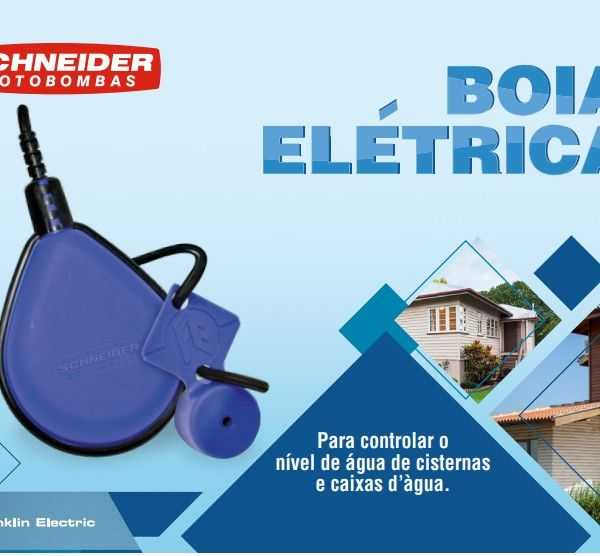 CHNEIDER
OTOBOMBAS
BOIA
ELÉTRICA
SCHNEIDER
Para controlar o
nível de água de cisternas
e caixas d'àgua.
nklin Electric